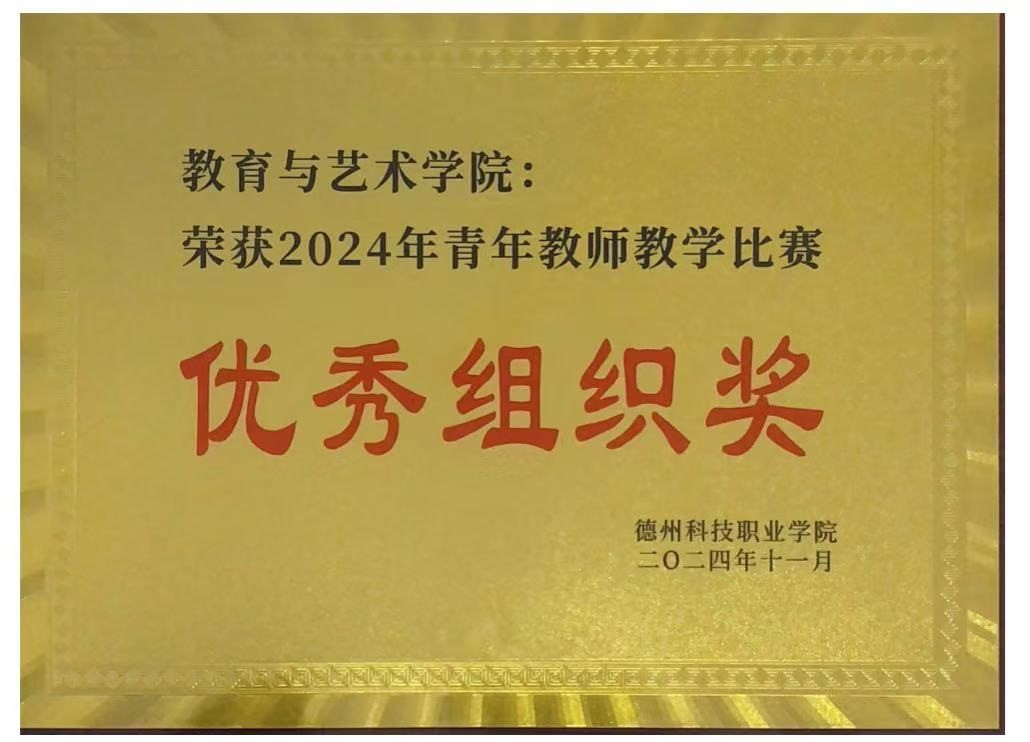 教育与艺术学院：
荣获2024年青年教师教学比赛
优秀组织奖
德州科技职业学院
二〇二四年十一月